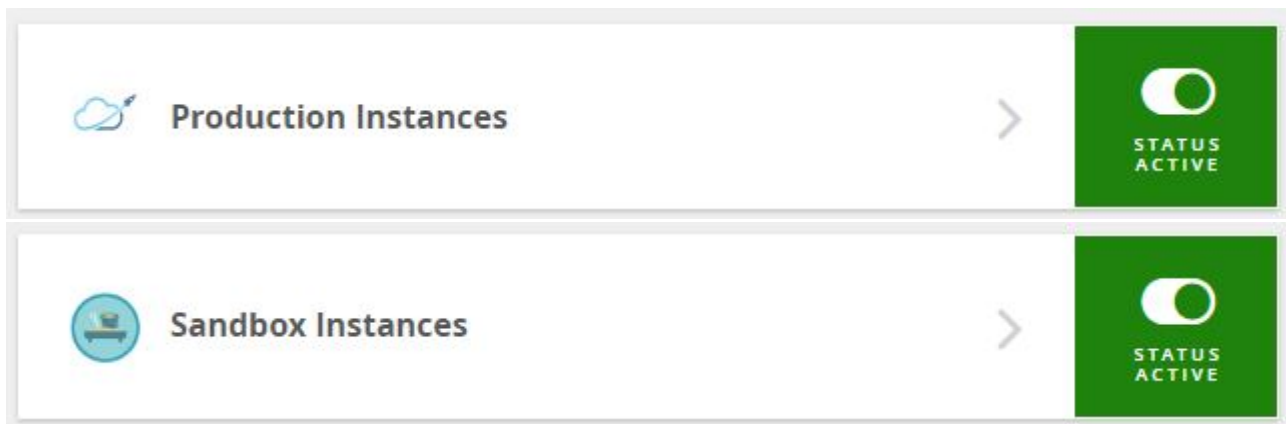 Production Instances
STATUS
ACTIVE
Sandbox Instances
STATUS
ACTIVE